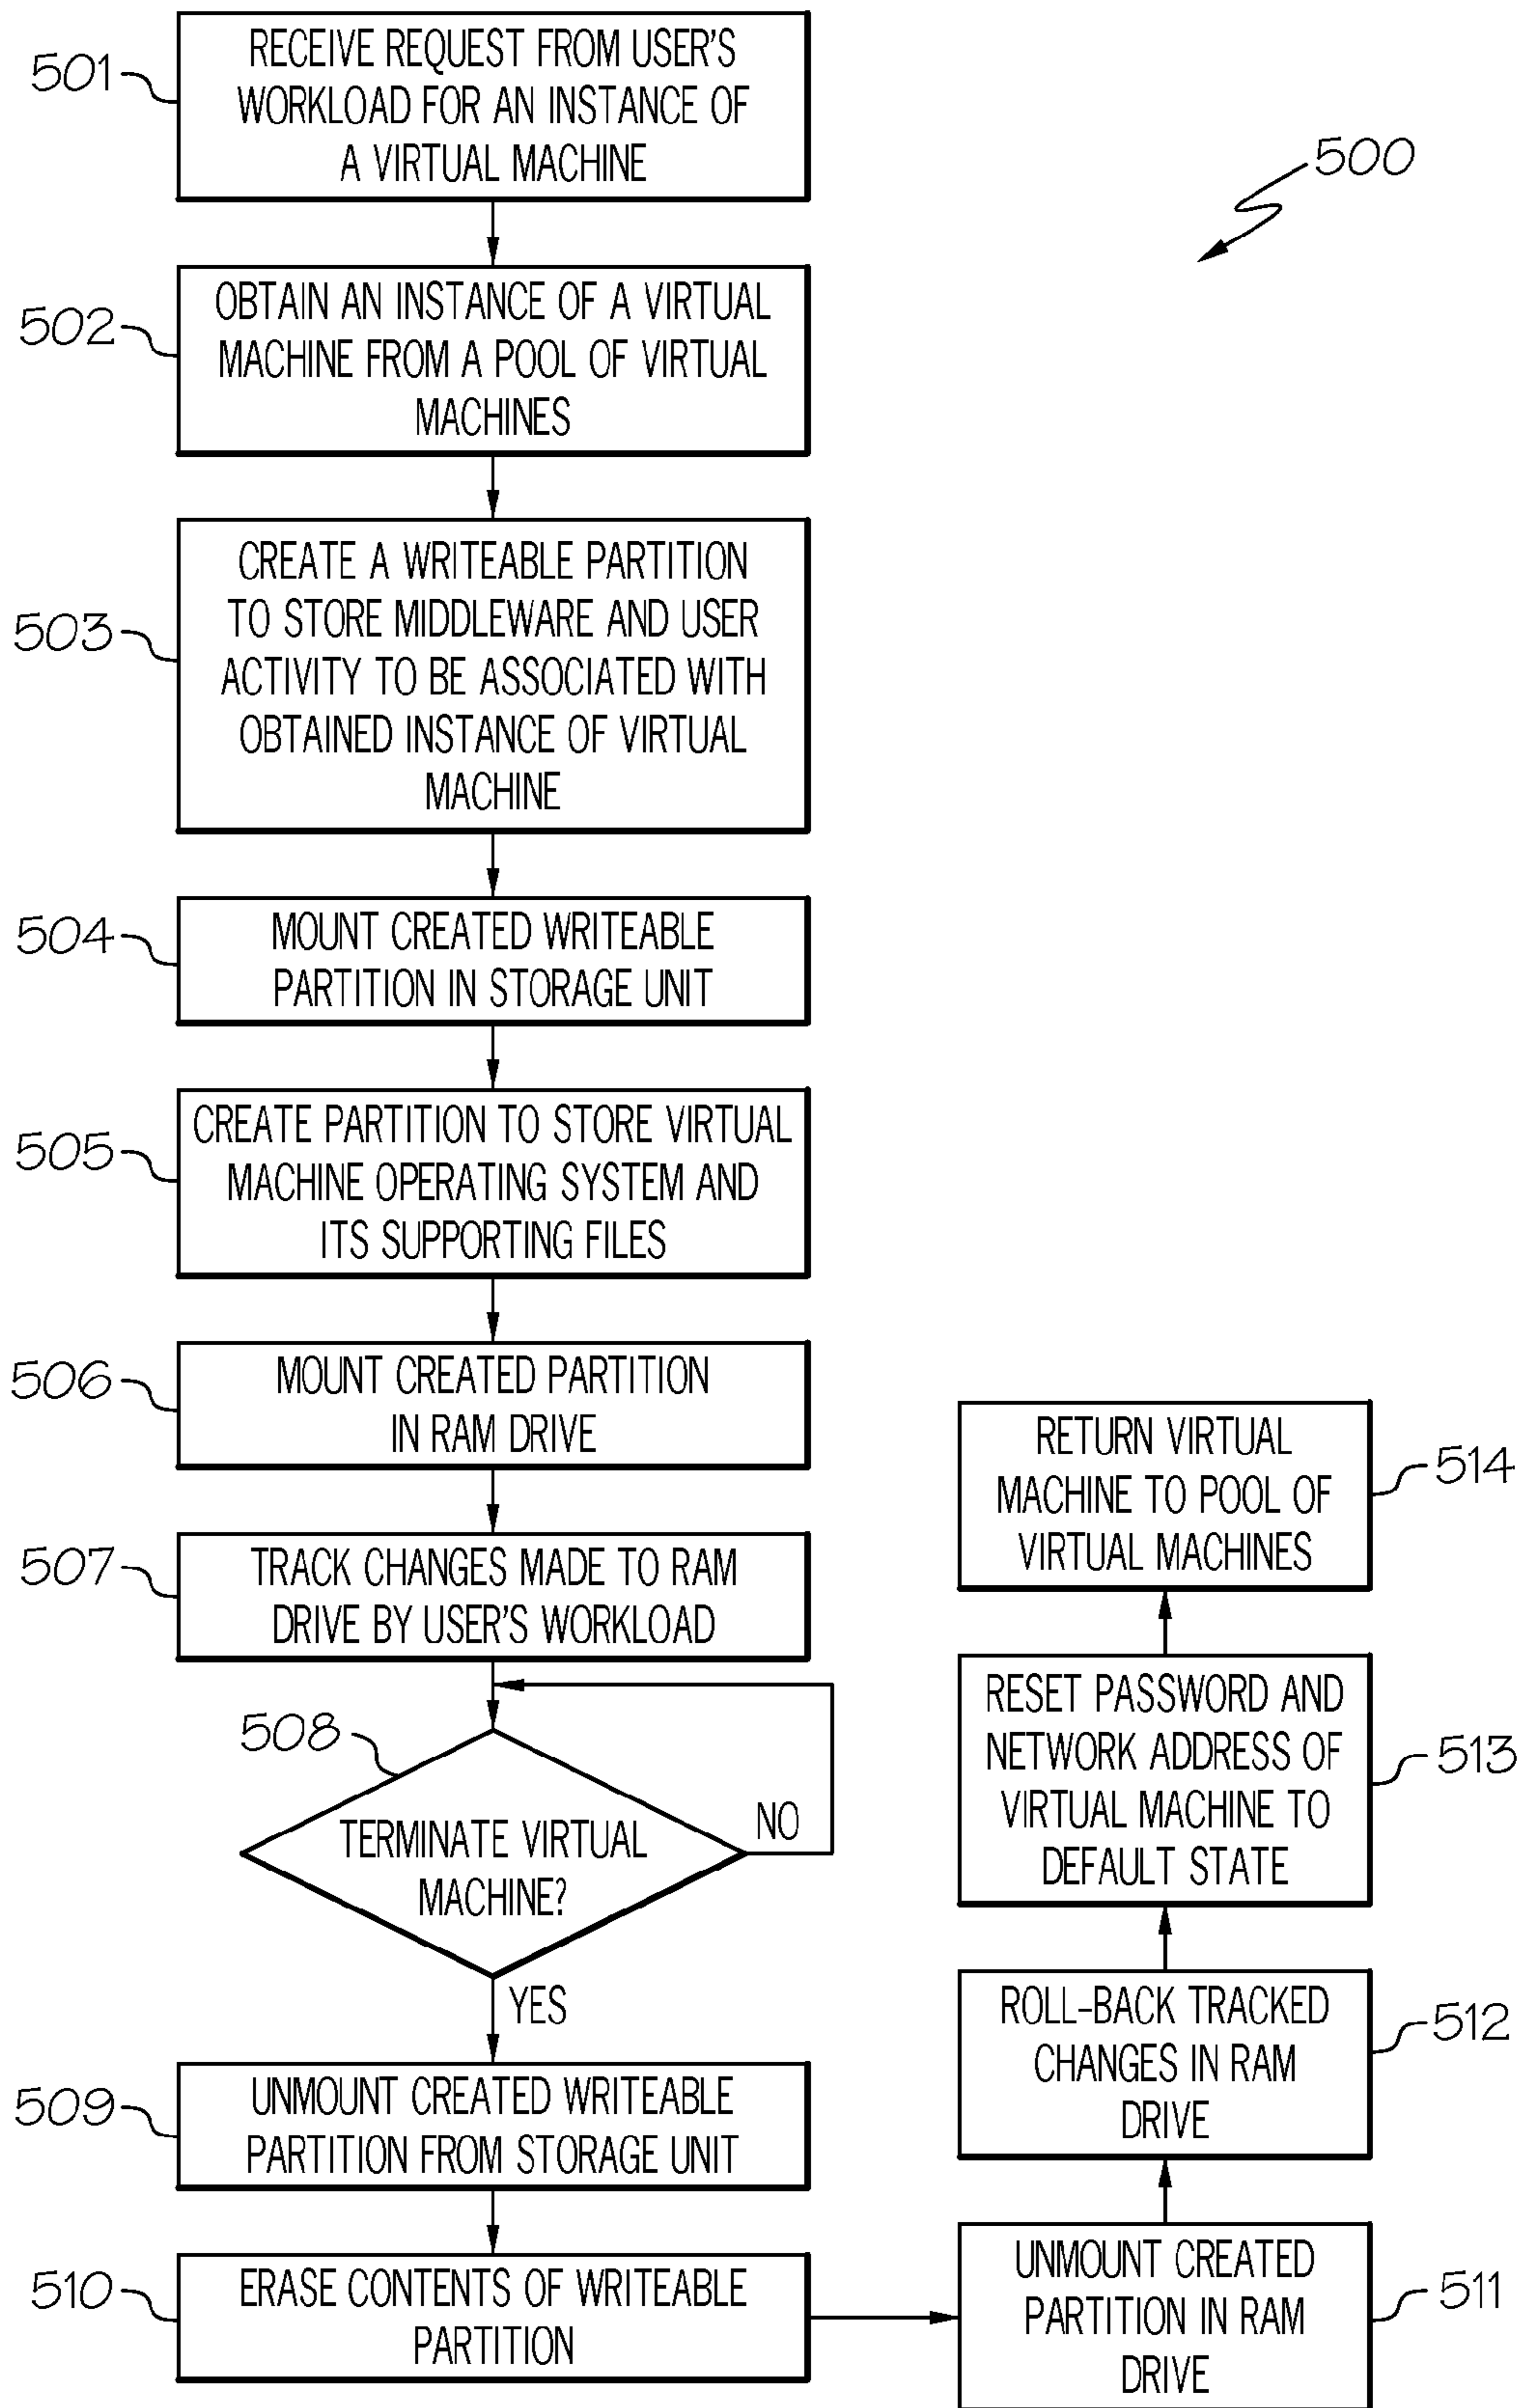 501
RECEIVE REQUEST FROM USER'S
WORKLOAD FOR AN INSTANCE OF
A VIRTUAL MACHINE
500
502
OBTAIN AN INSTANCE OF A VIRTUAL
MACHINE FROM A POOL OF VIRTUAL
MACHINES
503
CREATE A WRITEABLE PARTITION
TO STORE MIDDLEWARE AND USER
ACTIVITY TO BE ASSOCIATED WITH
OBTAINED INSTANCE OF VIRTUAL
MACHINE
504
MOUNT CREATED WRITEABLE
PARTITION IN STORAGE UNIT
505
CREATE PARTITION TO STORE VIRTUAL
MACHINE OPERATING SYSTEM AND
ITS SUPPORTING FILES
506
MOUNT CREATED PARTITION
IN RAM DRIVE
507
TRACK CHANGES MADE TO RAM
DRIVE BY USER'S WORKLOAD
508
TERMINATE VIRTUAL
MACHINE?
NO
YES
509
UNMOUNT CREATED WRITEABLE
PARTITION FROM STORAGE UNIT
510
ERASE CONTENTS OF WRITEABLE
PARTITION
UNMOUNT CREATED
PARTITION IN RAM
DRIVE
511
ROLL-BACK TRACKED
CHANGES IN RAM
DRIVE
512
RESET PASSWORD AND
NETWORK ADDRESS OF
VIRTUAL MACHINE TO
DEFAULT STATE
513
RETURN VIRTUAL
MACHINE TO POOL OF
VIRTUAL MACHINES
514